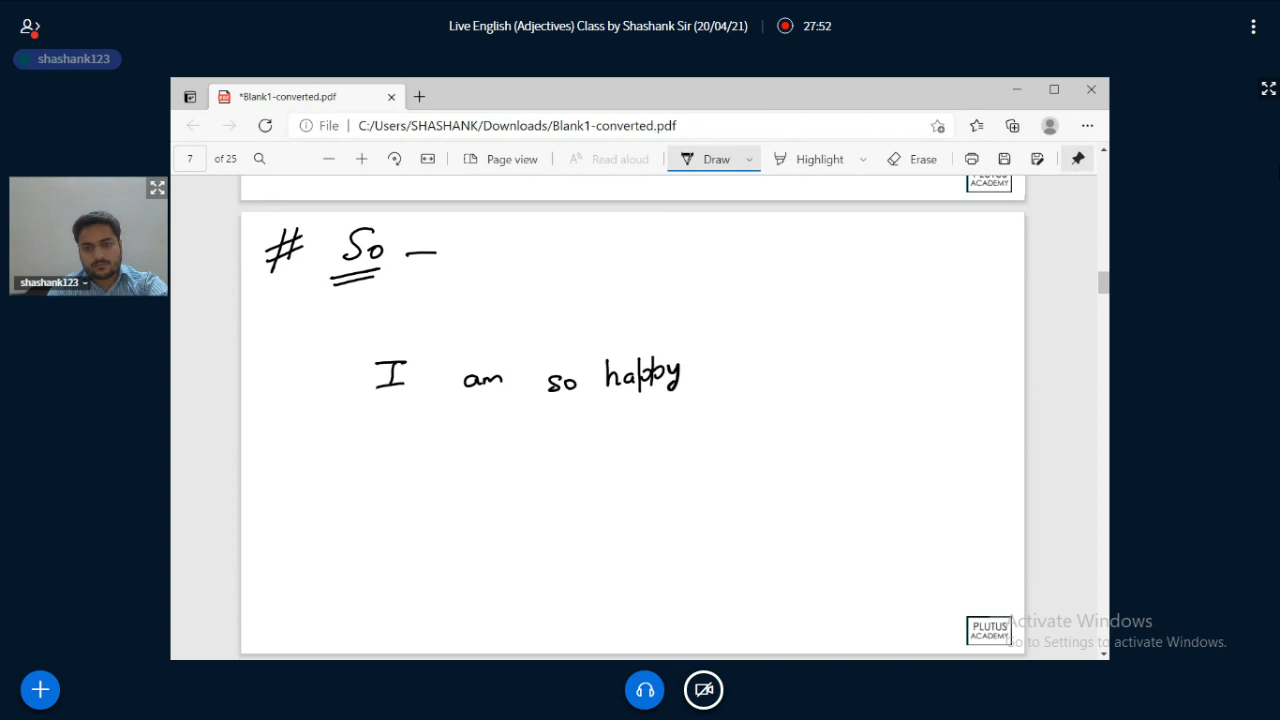 Live English (Adjectives) Class by Shashank Sir (20/04/21) 27:52
shashank123
*Blank1-converted.pdf
File C:/Users/SHASHANK/Downloads/Blank1-converted.pdf
7 of 25 Page view Read aloud Draw Highlight Erase
PLUTUS
ACADEMY
# So –
shashank123
I am so happy
PLUTUS
ACADEMY
Activate Windows
Go to Settings to activate Windows.